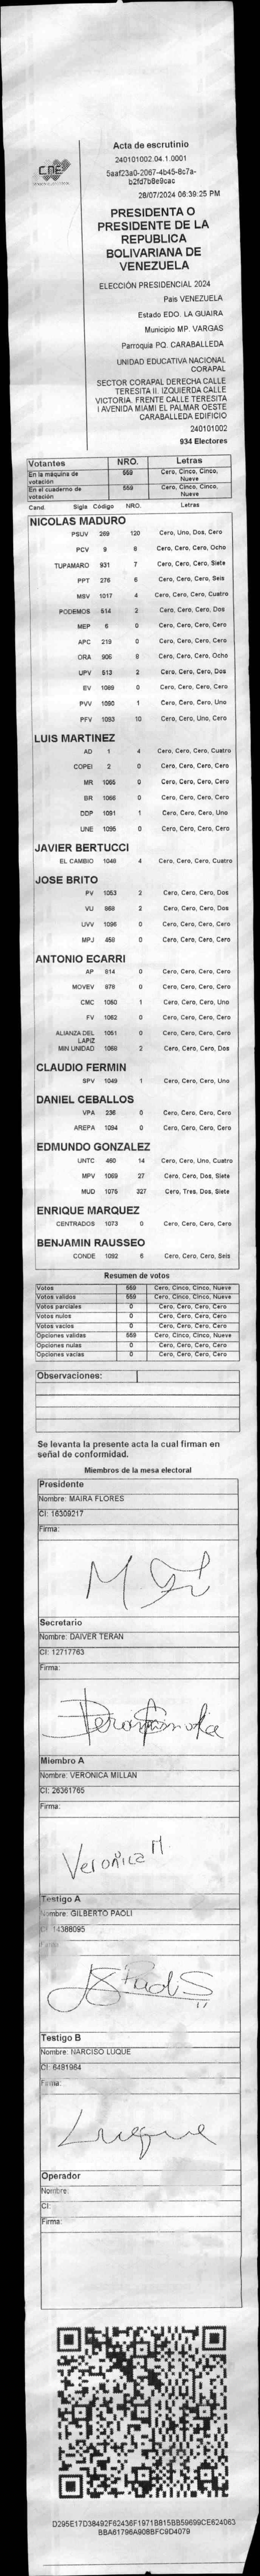 CNE
Acta de escrutinio
240101002.04.1.0001
5aaf23a0-2067-4b45-8c7a-
b2fd7b8e9cac
28/07/2024 06:39:25 PM
PRESIDENTA O
PRESIDENTE DE LA
REPUBLICA
BOLIVARIANA DE
VENEZUELA
ELECCIÓN PRESIDENCIAL 2024
Pais VENEZUELA
Estado EDO. LA GUAIRA
Municipio MP. VARGAS
Parroquia PQ. CARABALLEDA
UNIDAD EDUCATIVA NACIONAL
CORAPAL
SECTOR CORAPAL DERECHA CALLE
TERESITA II. IZQUIERDA CALLE
VICTORIA. FRENTE CALLE TERESITA
I AVENIDA MIAMI EL PALMAR OESTE
CARABALLEDA EDIFICIO
240101002
934 Electores
Votantes NRO. Letras
En la máquina de votación 559 Cero, Cinco, Cinco, Nueve
En el cuaderno de votación 559 Cero, Cinco, Cinco, Nueve
Cand. Sigla Código NRO. Letras
NICOLAS MADURO
PSUV 269 120 Cero, Uno, Dos, Cero
PCV 9 8 Cero, Cero, Cero, Ocho
TUPAMARO 931 7 Cero, Cero, Cero, Siete
PPT 276 6 Cero, Cero, Cero, Seis
MSV 1017 4 Cero, Cero, Cero, Cuatro
PODEMOS 514 2 Cero, Cero, Cero, Dos
MEP 6 0 Cero, Cero, Cero, Cero
APC 219 0 Cero, Cero, Cero, Cero
ORA 906 8 Cero, Cero, Cero, Ocho
UPV 513 2 Cero, Cero, Cero, Dos
EV 1089 0 Cero, Cero, Cero, Cero
PVV 1090 1 Cero, Cero, Cero, Uno
PFV 1093 10 Cero, Cero, Uno, Cero
LUIS MARTINEZ
AD 1 4 Cero, Cero, Cero, Cuatro
COPEI 2 0 Cero, Cero, Cero, Cero
MR 1065 0 Cero, Cero, Cero, Cero
BR 1066 0 Cero, Cero, Cero, Cero
DDP 1091 1 Cero, Cero, Cero, Uno
UNE 1095 0 Cero, Cero, Cero, Cero
JAVIER BERTUCCI
EL CAMBIO 1048 4 Cero, Cero, Cero, Cuatro
JOSE BRITO
PV 1053 2 Cero, Cero, Cero, Dos
VU 868 2 Cero, Cero, Cero, Dos
UVV 1096 0 Cero, Cero, Cero, Cero
MPJ 458 0 Cero, Cero, Cero, Cero
ANTONIO ECARRI
AP 814 0 Cero, Cero, Cero, Cero
MOVEV 878 0 Cero, Cero, Cero, Cero
CMC 1050 1 Cero, Cero, Cero, Uno
FV 1062 0 Cero, Cero, Cero, Cero
ALIANZA DEL LAPIZ 1051 0 Cero, Cero, Cero, Cero
MIN UNIDAD 1068 2 Cero, Cero, Cero, Dos
CLAUDIO FERMIN
SPV 1049 1 Cero, Cero, Cero, Uno
DANIEL CEBALLOS
VPA 236 0 Cero, Cero, Cero, Cero
AREPA 1094 0 Cero, Cero, Cero, Cero
EDMUNDO GONZALEZ
UNTC 460 14 Cero, Cero, Uno, Cuatro
MPV 1069 27 Cero, Cero, Dos, Siete
MUD 1075 327 Cero, Tres, Dos, Siete
ENRIQUE MARQUEZ
CENTRADOS 1073 0 Cero, Cero, Cero, Cero
BENJAMIN RAUSSEO
CONDE 1092 6 Cero, Cero, Cero, Seis
Resumen de votos
Votos 559 Cero, Cinco, Cinco, Nueve
Votos validos 559 Cero, Cinco, Cinco, Nueve
Votos parciales 0 Cero, Cero, Cero, Cero
Votos nulos 0 Cero, Cero, Cero, Cero
Votos vacios 0 Cero, Cero, Cero, Cero
Opciones validas 559 Cero, Cinco, Cinco, Nueve
Opciones nulas 0 Cero, Cero, Cero, Cero
Opciones vacias 0 Cero, Cero, Cero, Cero
Observaciones:
Se levanta la presente acta la cual firman en
señal de conformidad.
Miembros de la mesa electoral
Presidente
Nombre: MAIRA FLORES
CI: 16309217
Firma:
Secretario
Nombre: DAIVER TERAN
CI: 12717763
Firma:
Miembro A
Nombre: VERONICA MILLAN
CI: 26361765
Firma:
Veronica M
Testigo A
Nombre: GILBERTO PAOLI
CI: 14388095
Firma:
Testigo B
Nombre: NARCISO LUQUE
CI: 6481984
Firma:
Luque
Operador
Nombre:
CI:
Firma:
D295E17D38492F62436F1971B815BB59699CE624063
BBA61796A908BFC9D4079